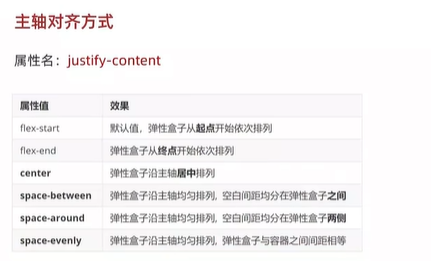 主轴对齐方式
属性名：justify-content
属性值 效果
flex-start 默认值，弹性盒子从起点开始依次排列
flex-end 弹性盒子从终点开始依次排列
center 弹性盒子沿主轴居中排列
space-between 弹性盒子沿主轴均匀排列, 空白间距均分在弹性盒子之间
space-around 弹性盒子沿主轴均匀排列, 空白间距均分在弹性盒子两侧
space-evenly 弹性盒子沿主轴均匀排列, 弹性盒子与容器之间间距相等